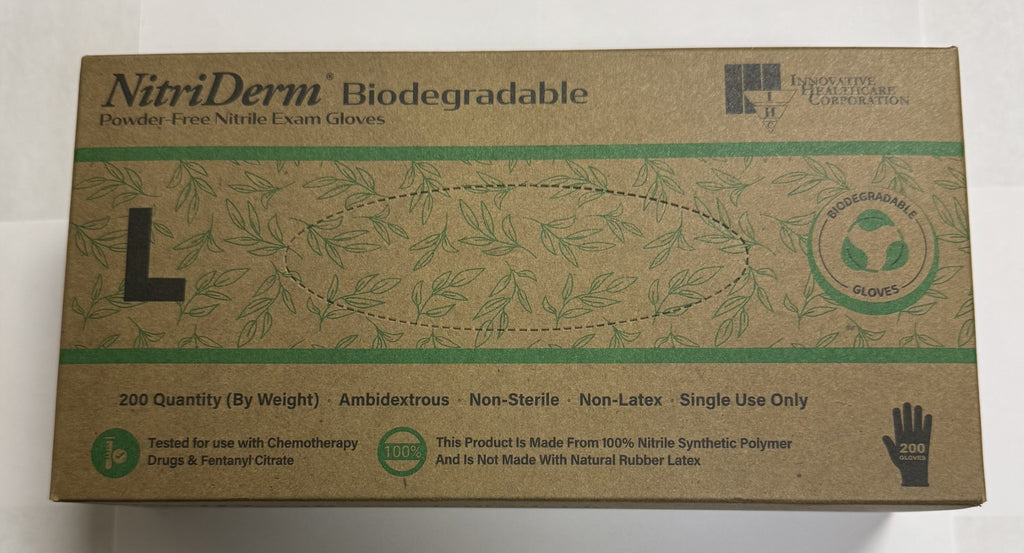 NitriDerm® Biodegradable
Powder-Free Nitrile Exam Gloves
INNOVATIVE
HEALTHCARE
CORPORATION
I
H
C
L
BIODEGRADABLE
GLOVES
200 Quantity (By Weight) · Ambidextrous · Non-Sterile · Non-Latex · Single Use Only
Tested for use with Chemotherapy
Drugs & Fentanyl Citrate
100%
This Product Is Made From 100% Nitrile Synthetic Polymer
And Is Not Made With Natural Rubber Latex
200
GLOVES